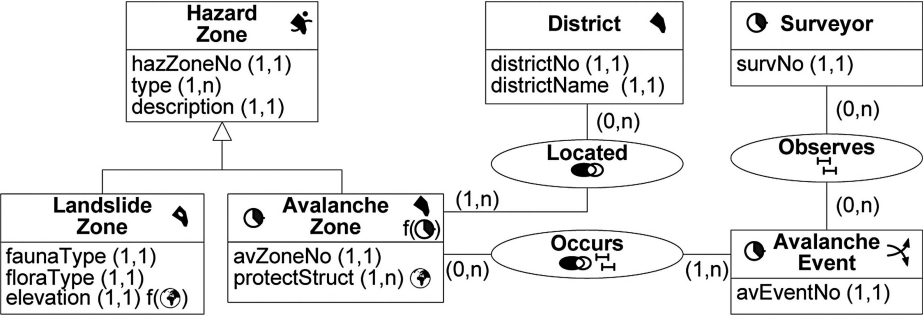 Hazard
Zone
hazZoneNo (1,1)
type (1,n)
description (1,1)
District
districtNo (1,1)
districtName (1,1)
Surveyor
survNo (1,1)
(0,n)
(0,n)
Located
Observes
(1,n)
(0,n)
Landslide
Zone
faunaType (1,1)
floraType (1,1)
elevation (1,1) f( )
Avalanche
Zone
f( )
avZoneNo (1,1)
protectStruct (1,n)
(0,n)
Occurs
(1,n)
Avalanche
Event
avEventNo (1,1)